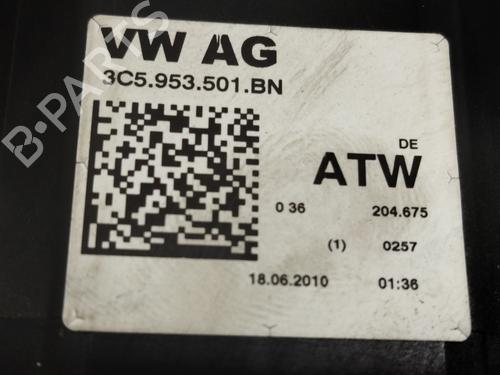 VW AG
3C5.953.501.BN
DE
ATW
0 36 204.675
(1) 0257
18.06.2010 01:36
B-PARTS